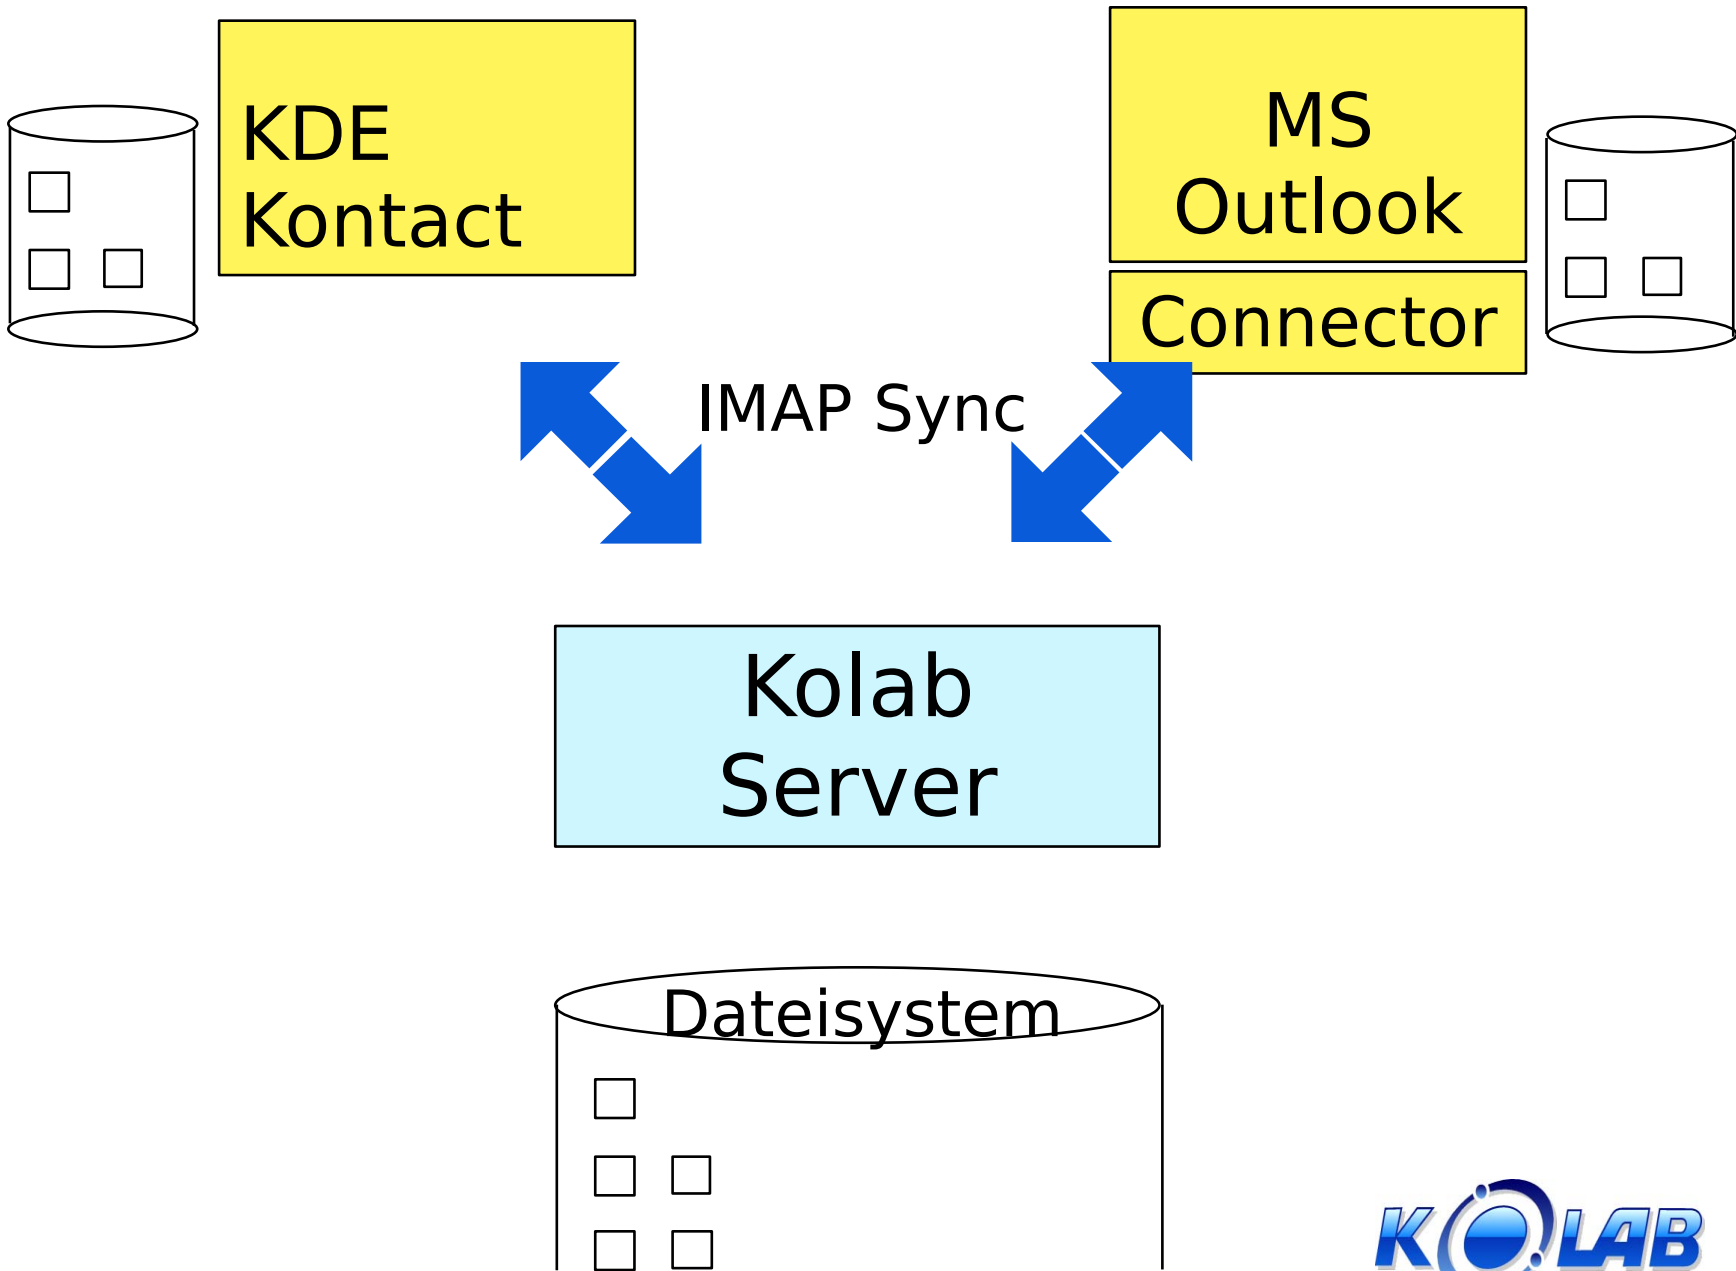 KDE
Kontact
MS
Outlook
Connector
IMAP Sync
Kolab
Server
Dateisystem
KOLAB